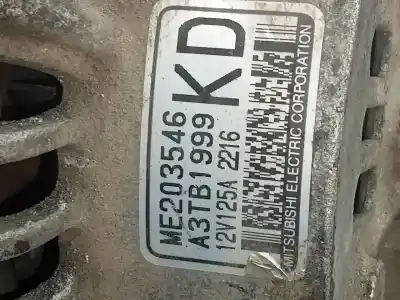 ME203546
A3TB1999
12V125A 2216
KD
MITSUBISHI ELECTRIC CORPORATION